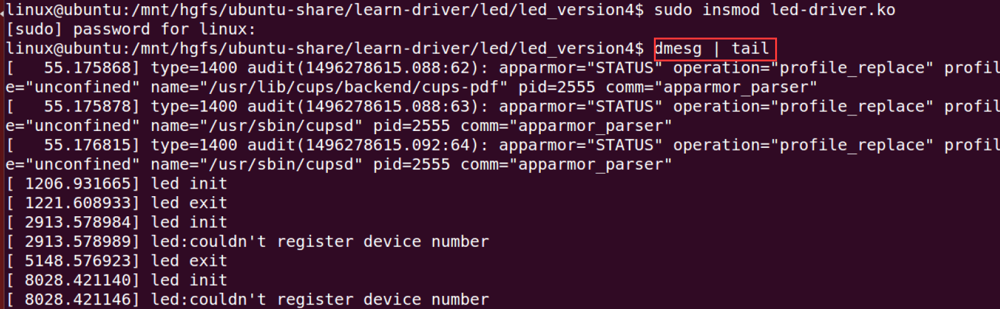 linux@ubuntu:/mnt/hgfs/ubuntu-share/learn-driver/led/led_version4$ sudo insmod led-driver.ko
[sudo] password for linux:
linux@ubuntu:/mnt/hgfs/ubuntu-share/learn-driver/led/led_version4$ dmesg | tail
[   55.175868] type=1400 audit(1496278615.088:62): apparmor="STATUS" operation="profile_replace" profil
e="unconfined" name="/usr/lib/cups/backend/cups-pdf" pid=2555 comm="apparmor_parser"
[   55.175878] type=1400 audit(1496278615.088:63): apparmor="STATUS" operation="profile_replace" profil
e="unconfined" name="/usr/sbin/cupsd" pid=2555 comm="apparmor_parser"
[   55.176815] type=1400 audit(1496278615.092:64): apparmor="STATUS" operation="profile_replace" profil
e="unconfined" name="/usr/sbin/cupsd" pid=2555 comm="apparmor_parser"
[ 1206.931665] led init
[ 1221.608933] led exit
[ 2913.578984] led init
[ 2913.578989] led:couldn't register device number
[ 5148.576923] led exit
[ 8028.421140] led init
[ 8028.421146] led:couldn't register device number